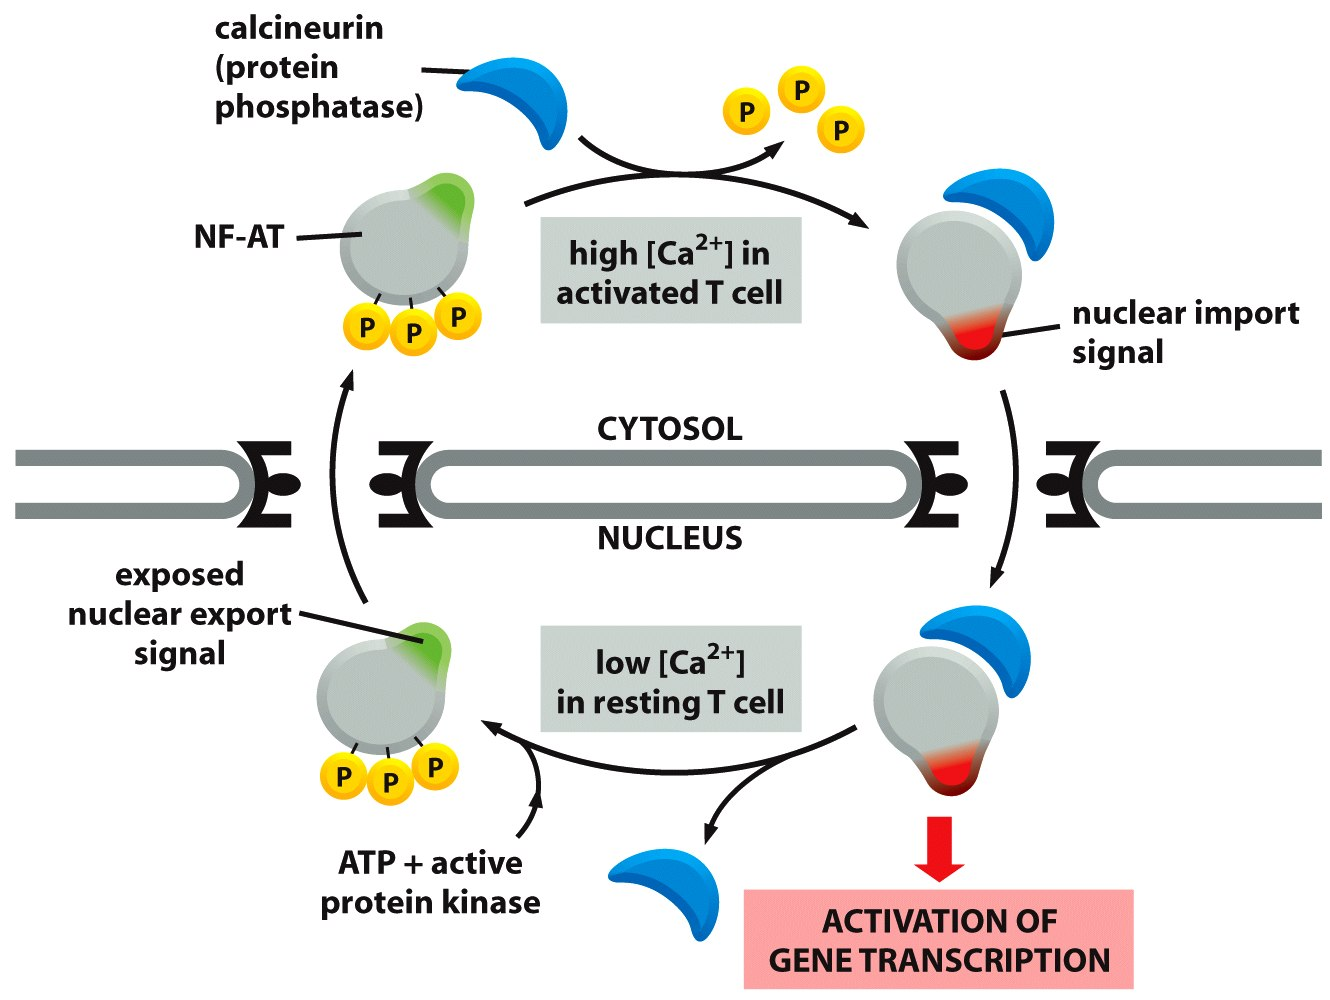 calcineurin
(protein
phosphatase)
P
P
P
NF-AT
P
P
P
high [Ca²⁺] in
activated T cell
nuclear import
signal
CYTOSOL
NUCLEUS
exposed
nuclear export
signal
low [Ca²⁺]
in resting T cell
P
P
P
ATP + active
protein kinase
ACTIVATION OF
GENE TRANSCRIPTION